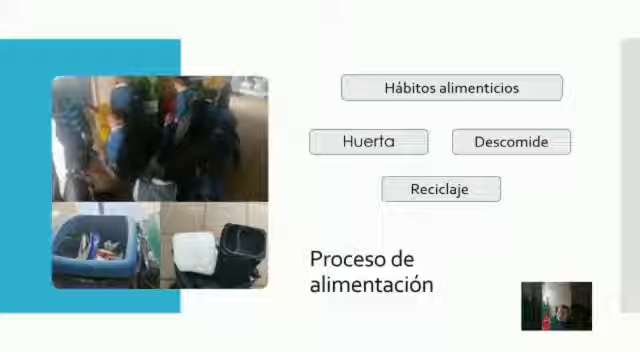 Hábitos alimenticios
Huerta
Descomide
Reciclaje
Proceso de
alimentación